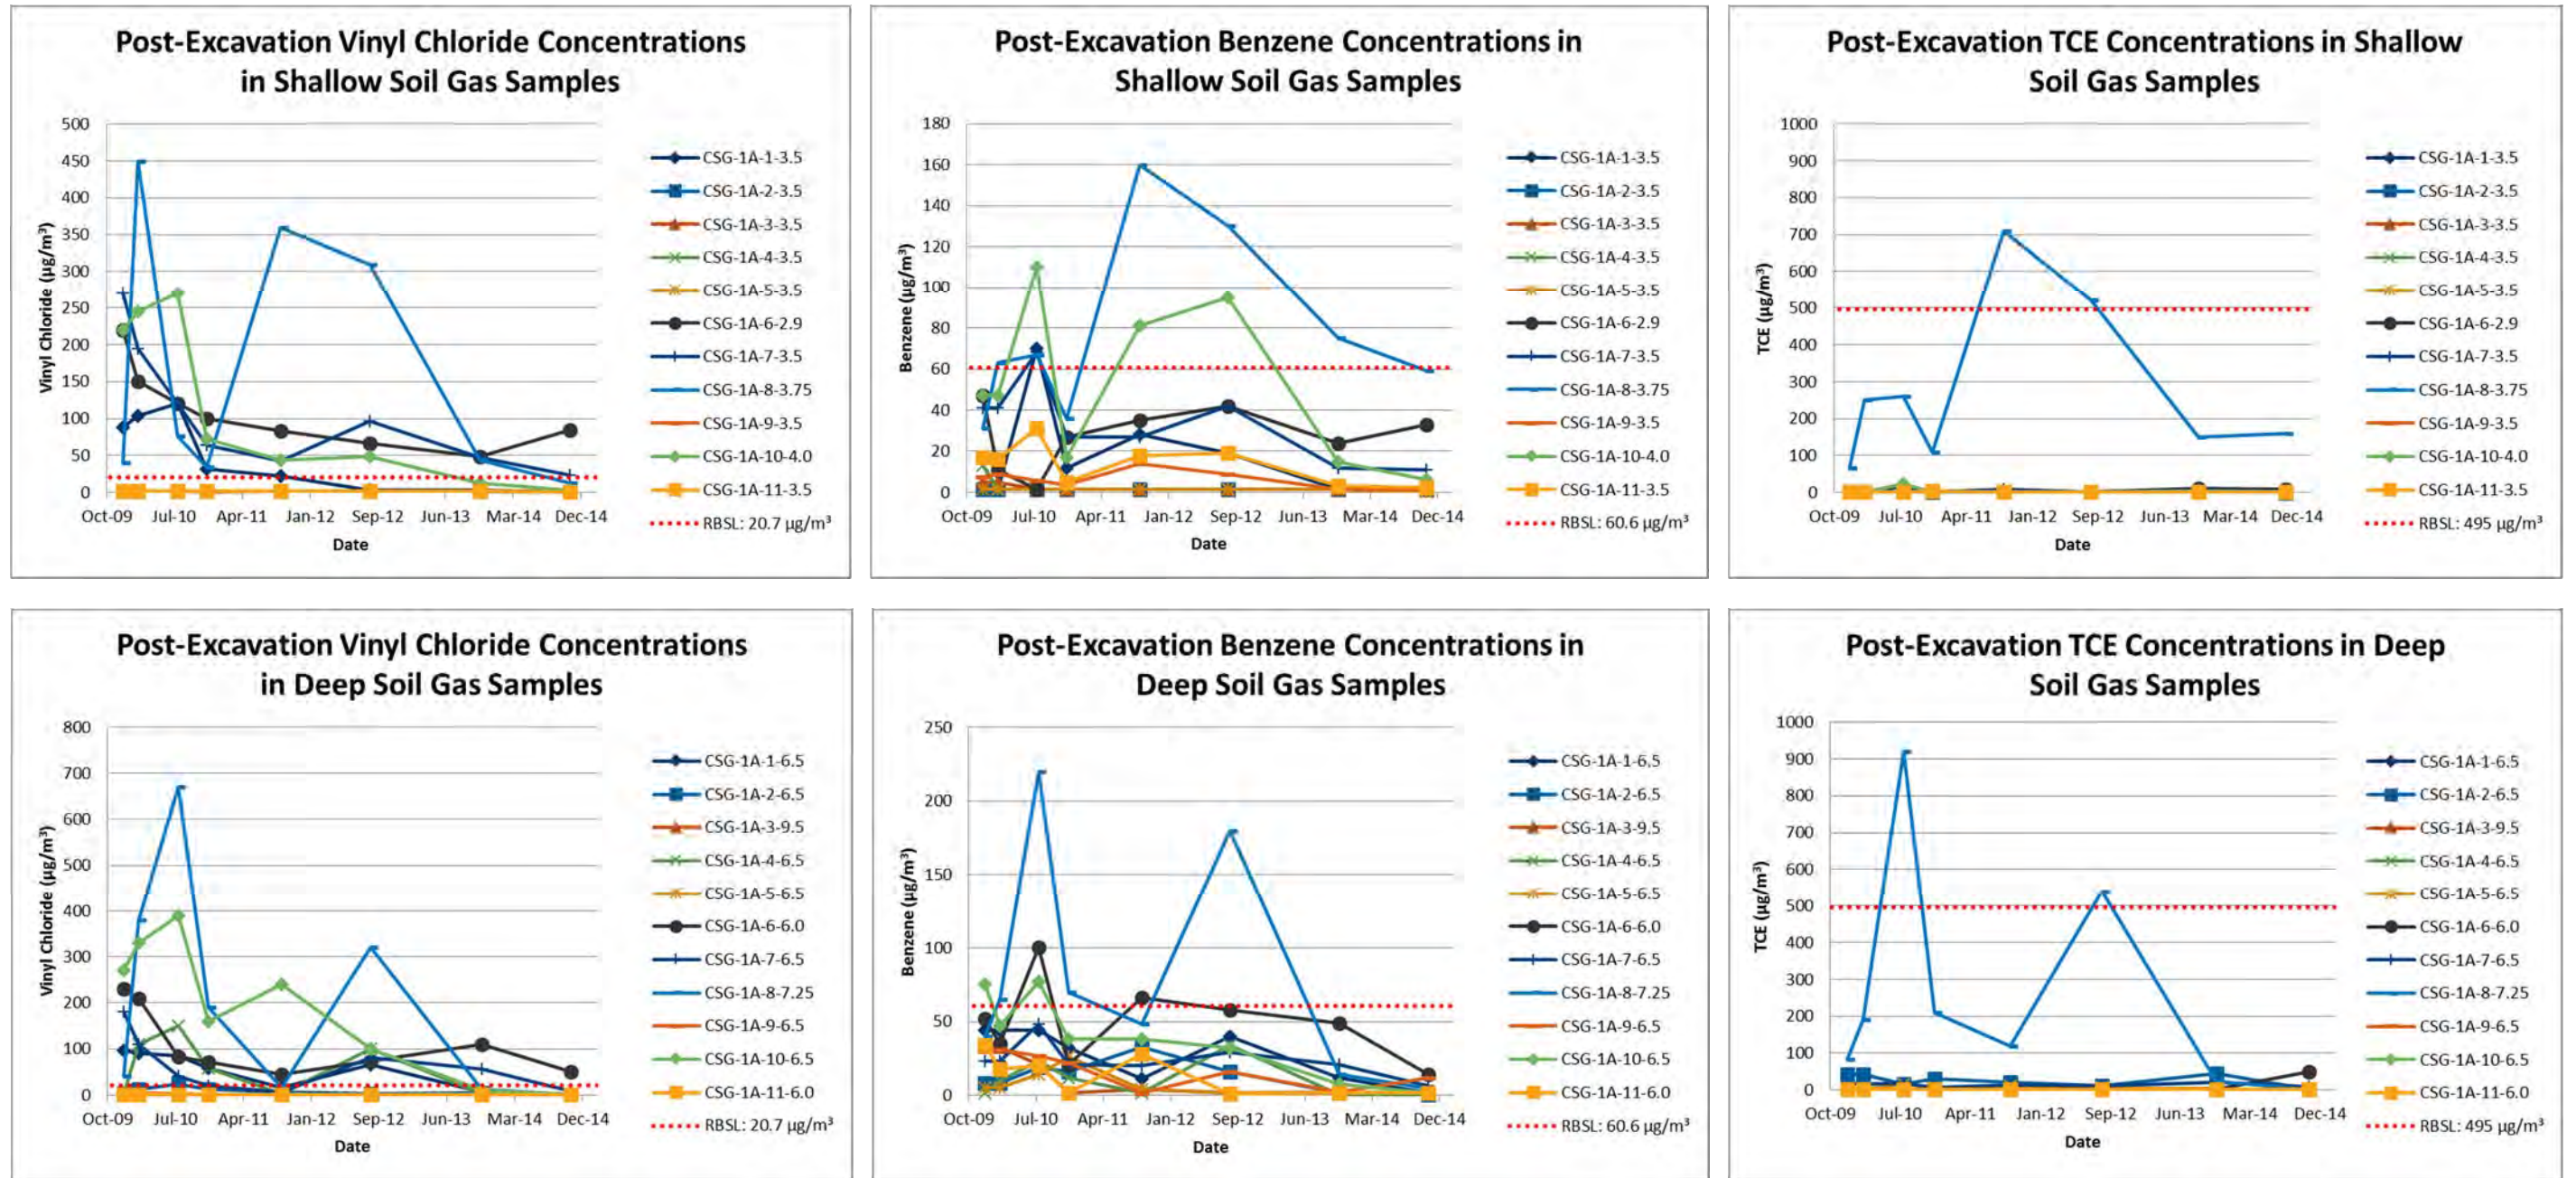 Post-Excavation Vinyl Chloride Concentrations
in Shallow Soil Gas Samples
500
450
400
350
300
250
200
150
100
50
0
Vinyl Chloride (µg/m³)
Oct-09 Jul-10 Apr-11 Jan-12 Sep-12 Jun-13 Mar-14 Dec-14
Date
CSG-1A-1-3.5
CSG-1A-2-3.5
CSG-1A-3-3.5
CSG-1A-4-3.5
CSG-1A-5-3.5
CSG-1A-6-2.9
CSG-1A-7-3.5
CSG-1A-8-3.75
CSG-1A-9-3.5
CSG-1A-10-4.0
CSG-1A-11-3.5
RBSL: 20.7 µg/m³
Post-Excavation Benzene Concentrations in
Shallow Soil Gas Samples
180
160
140
120
100
80
60
40
20
0
Benzene (µg/m³)
Oct-09 Jul-10 Apr-11 Jan-12 Sep-12 Jun-13 Mar-14 Dec-14
Date
CSG-1A-1-3.5
CSG-1A-2-3.5
CSG-1A-3-3.5
CSG-1A-4-3.5
CSG-1A-5-3.5
CSG-1A-6-2.9
CSG-1A-7-3.5
CSG-1A-8-3.75
CSG-1A-9-3.5
CSG-1A-10-4.0
CSG-1A-11-3.5
RBSL: 60.6 µg/m³
Post-Excavation TCE Concentrations in Shallow
Soil Gas Samples
1000
900
800
700
600
500
400
300
200
100
0
TCE (µg/m³)
Oct-09 Jul-10 Apr-11 Jan-12 Sep-12 Jun-13 Mar-14 Dec-14
Date
CSG-1A-1-3.5
CSG-1A-2-3.5
CSG-1A-3-3.5
CSG-1A-4-3.5
CSG-1A-5-3.5
CSG-1A-6-2.9
CSG-1A-7-3.5
CSG-1A-8-3.75
CSG-1A-9-3.5
CSG-1A-10-4.0
CSG-1A-11-3.5
RBSL: 495 µg/m³
Post-Excavation Vinyl Chloride Concentrations
in Deep Soil Gas Samples
800
700
600
500
400
300
200
100
0
Vinyl Chloride (µg/m³)
Oct-09 Jul-10 Apr-11 Jan-12 Sep-12 Jun-13 Mar-14 Dec-14
Date
CSG-1A-1-6.5
CSG-1A-2-6.5
CSG-1A-3-9.5
CSG-1A-4-6.5
CSG-1A-5-6.5
CSG-1A-6-6.0
CSG-1A-7-6.5
CSG-1A-8-7.25
CSG-1A-9-6.5
CSG-1A-10-6.5
CSG-1A-11-6.0
RBSL: 20.7 µg/m³
Post-Excavation Benzene Concentrations in
Deep Soil Gas Samples
250
200
150
100
50
0
Benzene (µg/m³)
Oct-09 Jul-10 Apr-11 Jan-12 Sep-12 Jun-13 Mar-14 Dec-14
Date
CSG-1A-1-6.5
CSG-1A-2-6.5
CSG-1A-3-9.5
CSG-1A-4-6.5
CSG-1A-5-6.5
CSG-1A-6-6.0
CSG-1A-7-6.5
CSG-1A-8-7.25
CSG-1A-9-6.5
CSG-1A-10-6.5
CSG-1A-11-6.0
RBSL: 60.6 µg/m³
Post-Excavation TCE Concentrations in Deep
Soil Gas Samples
1000
900
800
700
600
500
400
300
200
100
0
TCE (µg/m³)
Oct-09 Jul-10 Apr-11 Jan-12 Sep-12 Jun-13 Mar-14 Dec-14
Date
CSG-1A-1-6.5
CSG-1A-2-6.5
CSG-1A-3-9.5
CSG-1A-4-6.5
CSG-1A-5-6.5
CSG-1A-6-6.0
CSG-1A-7-6.5
CSG-1A-8-7.25
CSG-1A-9-6.5
CSG-1A-10-6.5
CSG-1A-11-6.0
RBSL: 495 µg/m³